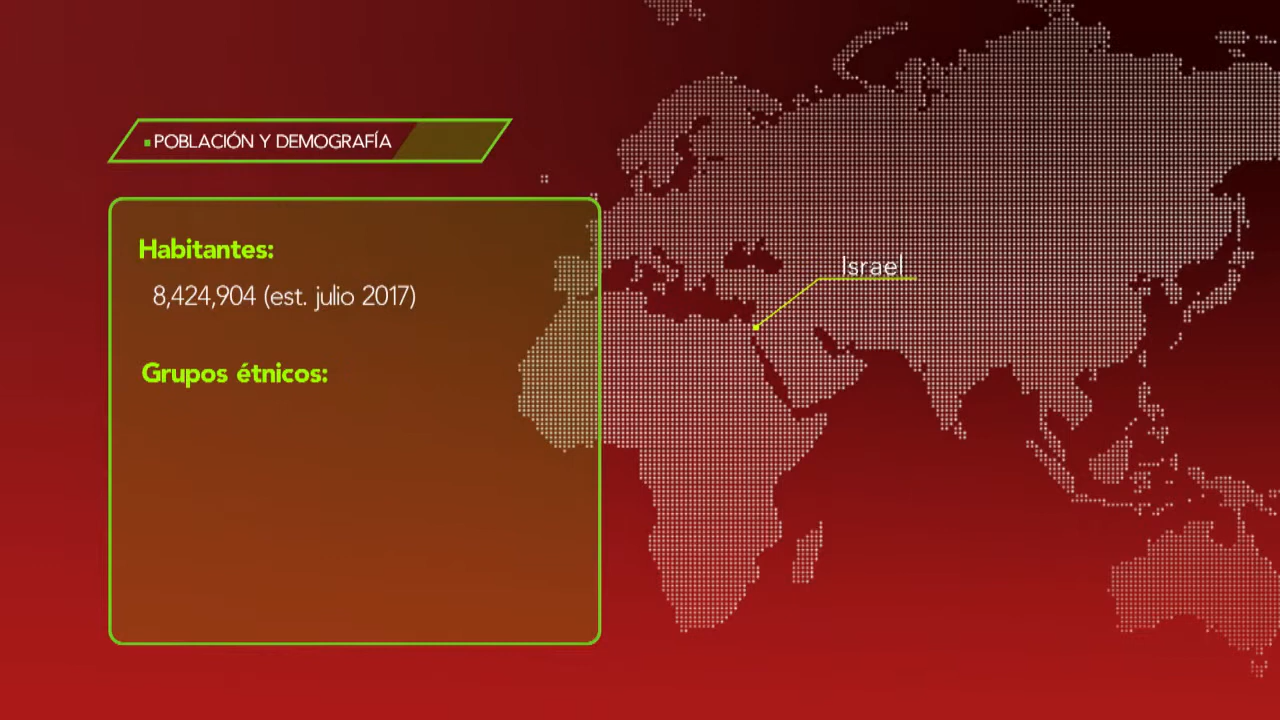 POBLACIÓN Y DEMOGRAFÍA
Habitantes:
8,424,904 (est. julio 2017)
Grupos étnicos:
Israel